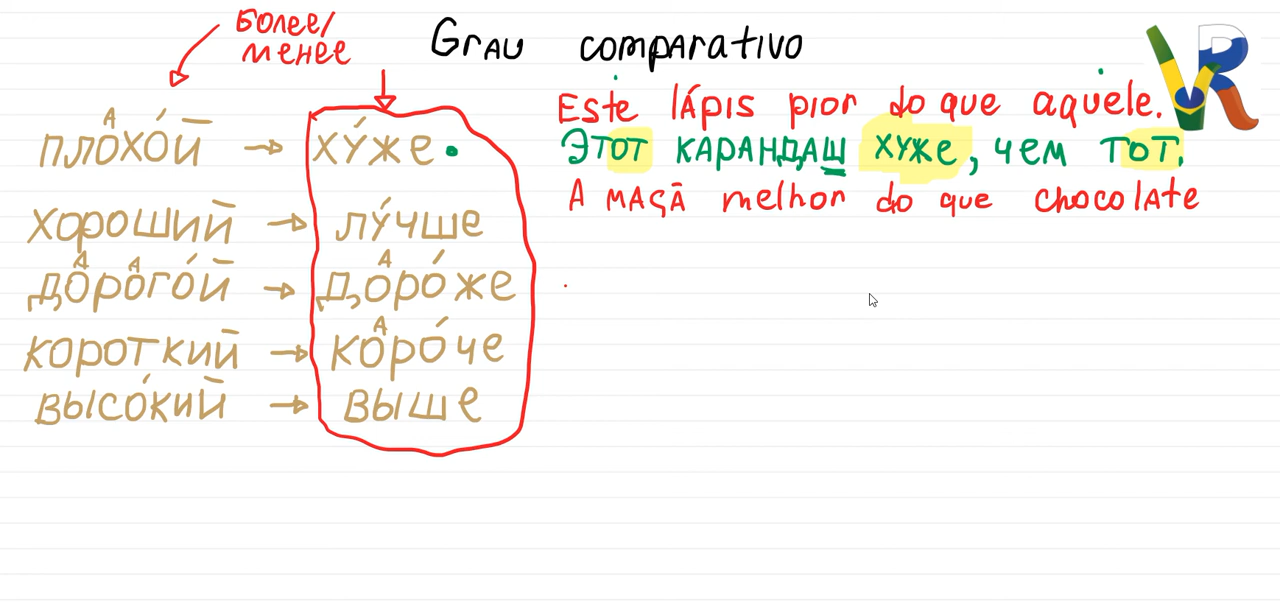 более/
менее
Grau comparativo
плохой → хуже
А
хороший → лучше
дорогой → дороже
А А А
короткий → короче
А
высокий → выше
Este lápis pior do que aquele.
Этот карандаш хуже, чем тот.
A maçã melhor do que chocolate
VR